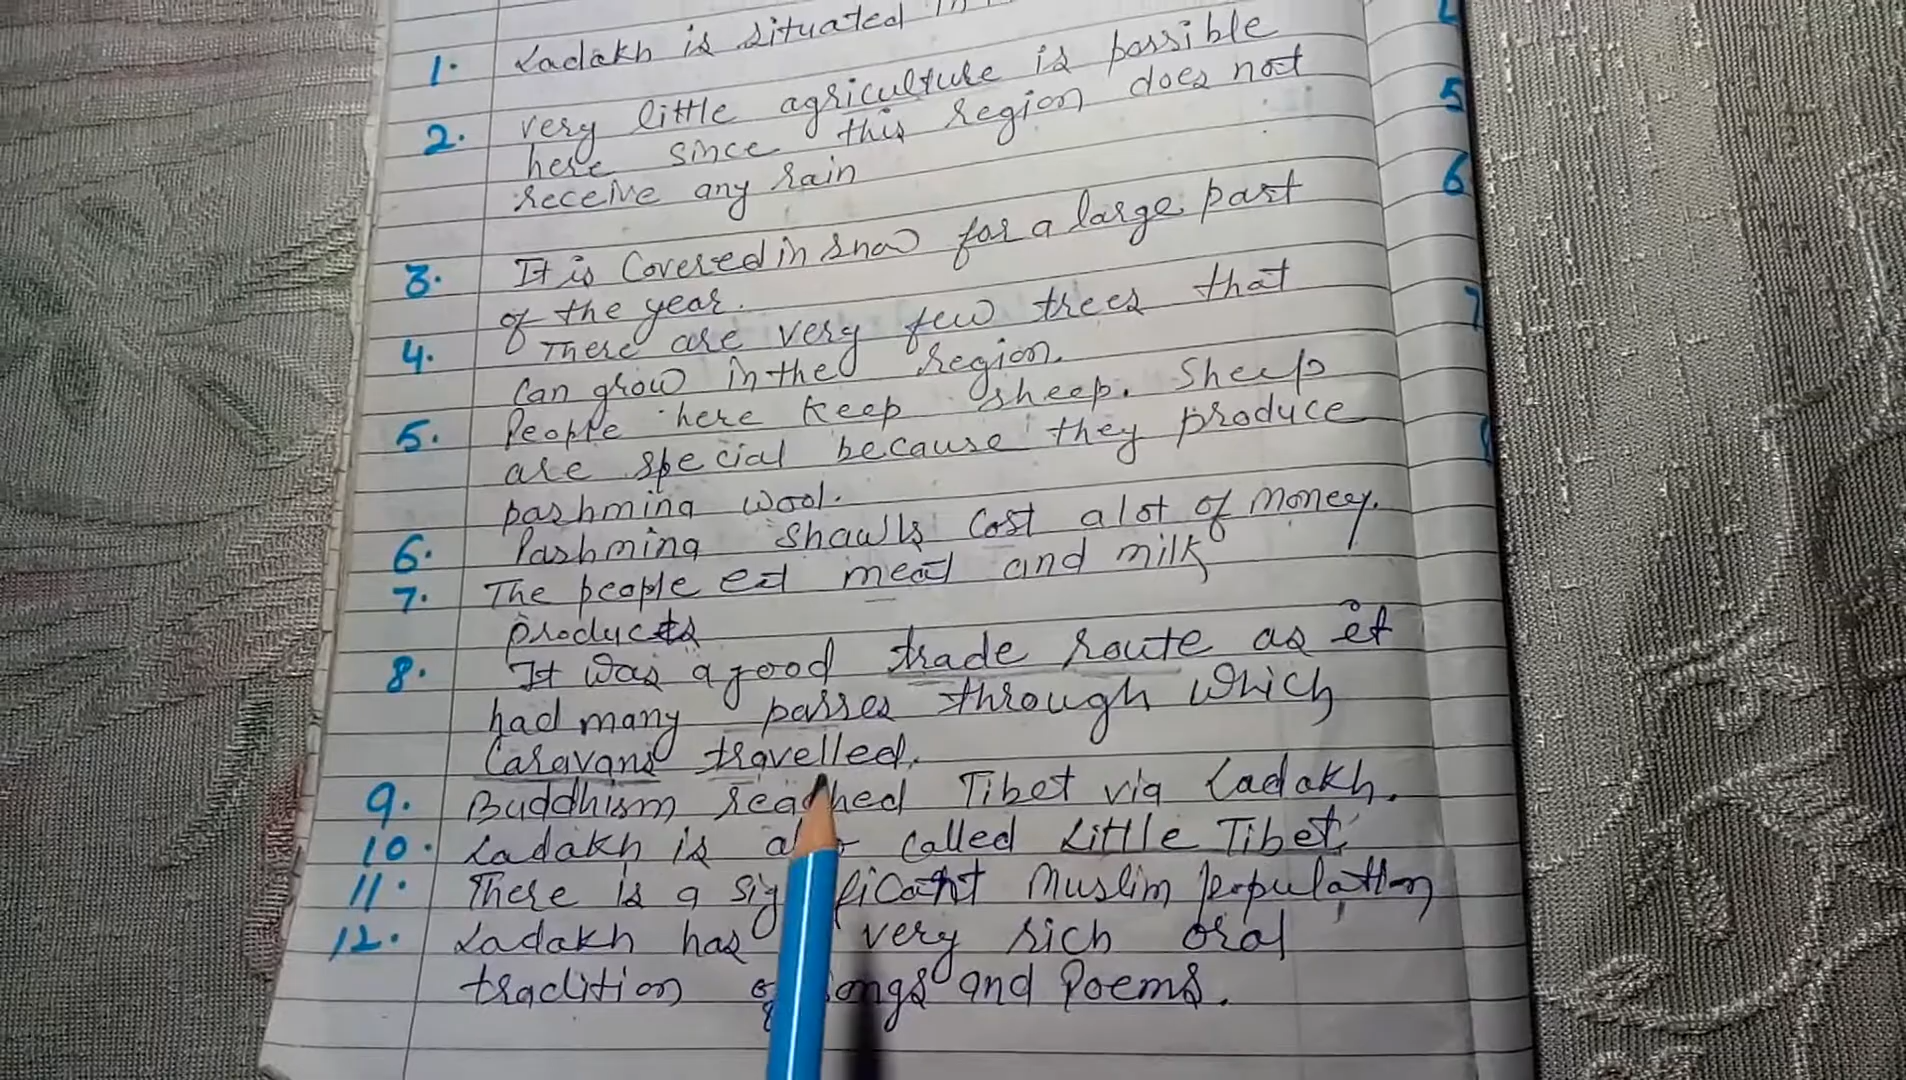 1. Ladakh is situated in
2. very little agriculture is possible
here since this region does not
receive any rain
3. It is Covered in snow for a large part
of the year.
4. There are very few trees that
Can grow in the region.
5. People here keep sheep. Sheep
are special because they produce
pashmina wool.
6. Pashmina shawls cost a lot of money.
7. The people eat meat and milk
products
8. It was a good trade route as it
had many passes through which
Caravans travelled.
9. Buddhism reached Tibet via Ladakh.
10. Ladakh is called Little Tibet.
11. There is a Muslim population
12. Ladakh has very rich oral
tradition songs and Poems.
5
6
7